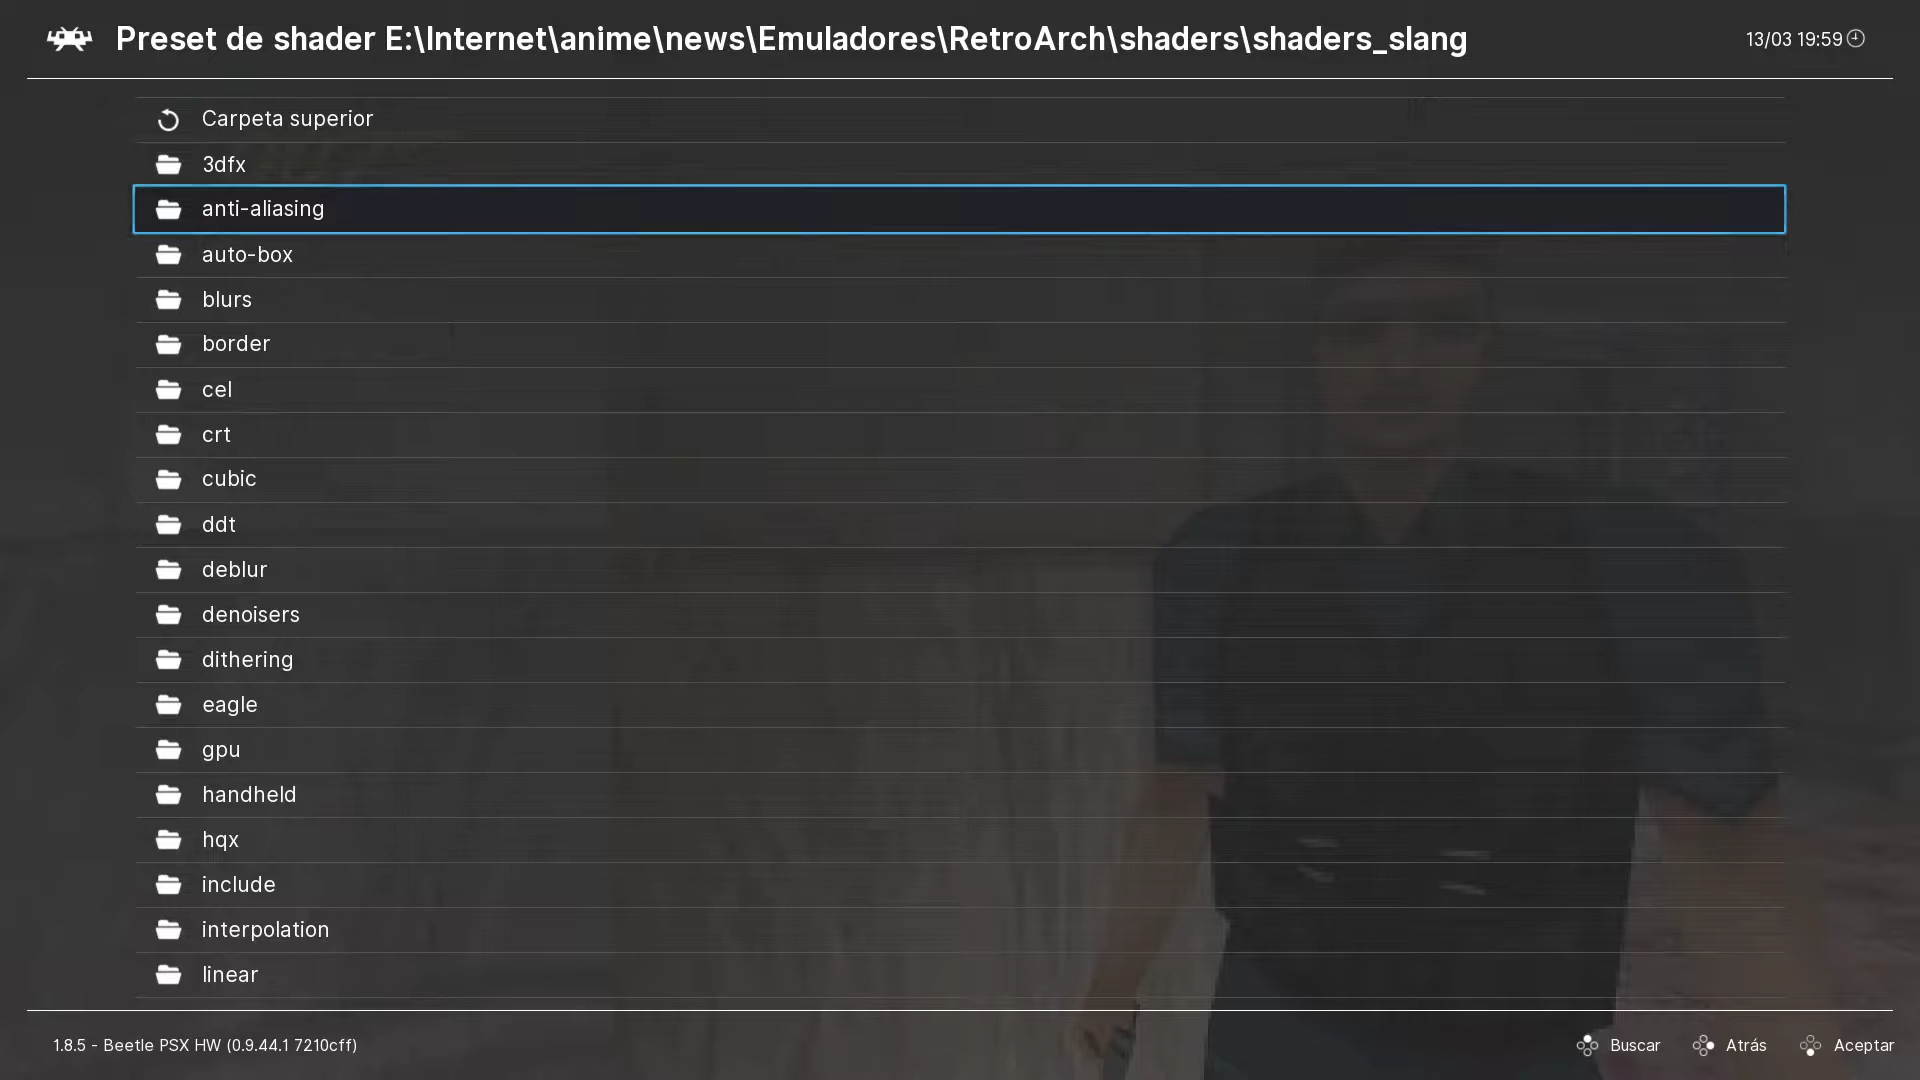 Preset de shader E:\Internet\anime\news\Emuladores\RetroArch\shaders\shaders_slang
13/03 19:59
Carpeta superior
3dfx
anti-aliasing
auto-box
blurs
border
cel
crt
cubic
ddt
deblur
denoisers
dithering
eagle
gpu
handheld
hqx
include
interpolation
linear
1.8.5 - Beetle PSX HW (0.9.44.1 7210cff)
Buscar
Atrás
Aceptar